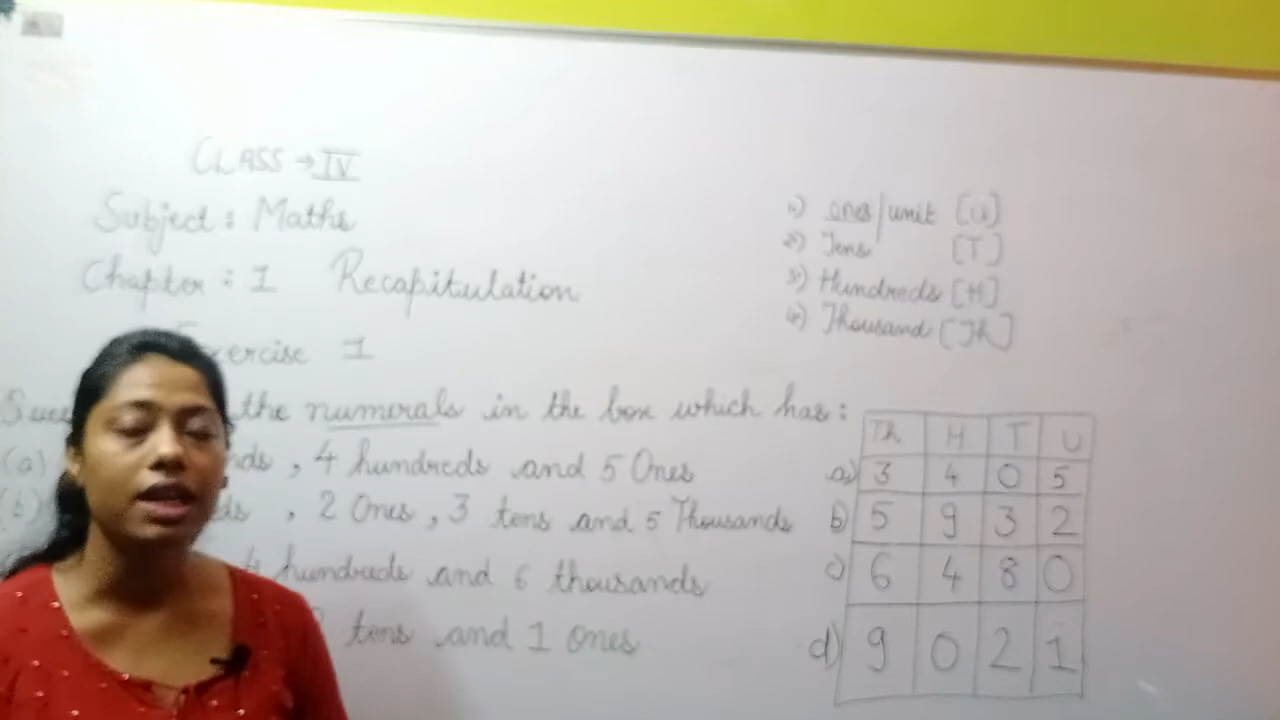 CLASS → IV
Subject : Maths
Chapter : 1 Recapitulation
Exercise 1
the numerals in the box which has :
(a) , 4 hundreds and 5 Ones
(b) , 2 Ones, 3 tens and 5 Thousands
4 hundreds and 6 thousands
tens and 1 ones
1) ones/unit [U]
2) Tens [T]
3) Hundreds [H]
4) Thousand [Th]
Th H T U
a) 3 4 0 5
b) 5 9 3 2
c) 6 4 8 0
d) 9 0 2 1